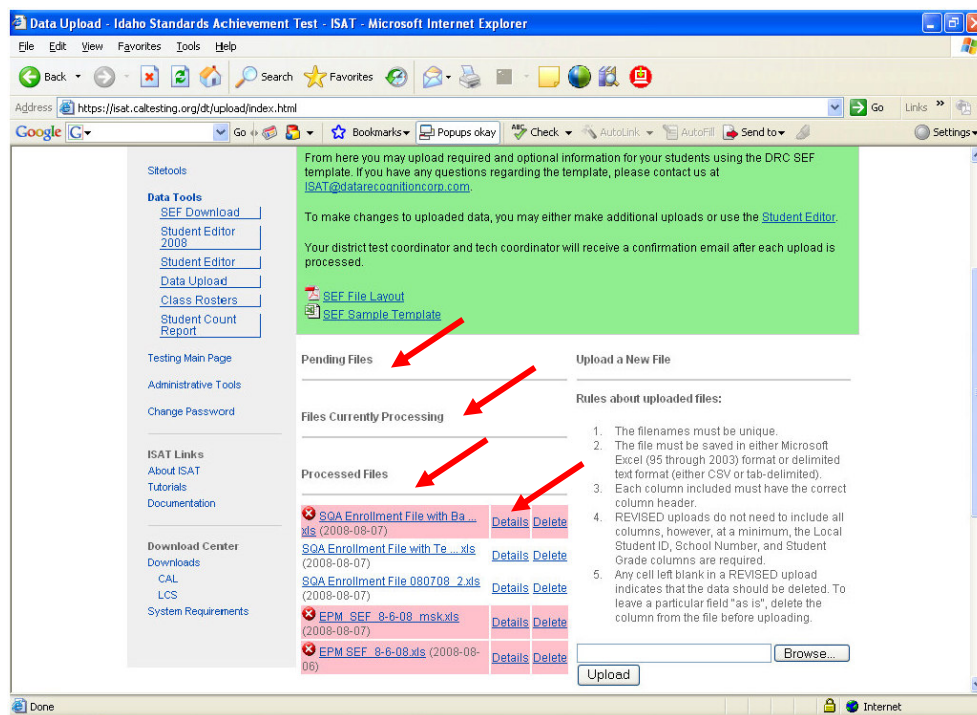 Data Upload - Idaho Standards Achievement Test - ISAT - Microsoft Internet Explorer
File Edit View Favorites Tools Help
Back Search Favorites
Address https://isat.caltesting.org/dt/upload/index.html Go Links »
Google G Go Bookmarks Popups okay Check AutoLink AutoFill Send to Settings
Sitetools
Data Tools
SEF Download
Student Editor
2008
Student Editor
Data Upload
Class Rosters
Student Count
Report
Testing Main Page
Administrative Tools
Change Password
ISAT Links
About ISAT
Tutorials
Documentation
Download Center
Downloads
CAL
LCS
System Requirements
From here you may upload required and optional information for your students using the DRC SEF
template. If you have any questions regarding the template, please contact us at
ISAT@datarecognitioncorp.com.
To make changes to uploaded data, you may either make additional uploads or use the Student Editor.
Your district test coordinator and tech coordinator will receive a confirmation email after each upload is
processed.
SEF File Layout
SEF Sample Template
Pending Files
Files Currently Processing
Processed Files
SQA Enrollment File with Ba ...
xls (2008-08-07) Details Delete
SQA Enrollment File with Te ... xls
(2008-08-07) Details Delete
SQA Enrollment File 080708_2.xls
(2008-08-07) Details Delete
EPM_SEF_8-6-08_msk.xls
(2008-08-07) Details Delete
EPM SEF_8-6-08.xls (2008-08-
06) Details Delete
Upload a New File
Rules about uploaded files:
1. The filenames must be unique.
2. The file must be saved in either Microsoft
Excel (95 through 2003) format or delimited
text format (either CSV or tab-delimited).
3. Each column included must have the correct
column header.
4. REVISED uploads do not need to include all
columns, however, at a minimum, the Local
Student ID, School Number, and Student
Grade columns are required.
5. Any cell left blank in a REVISED upload
indicates that the data should be deleted. To
leave a particular field "as is", delete the
column from the file before uploading.
Browse...
Upload
Done Internet